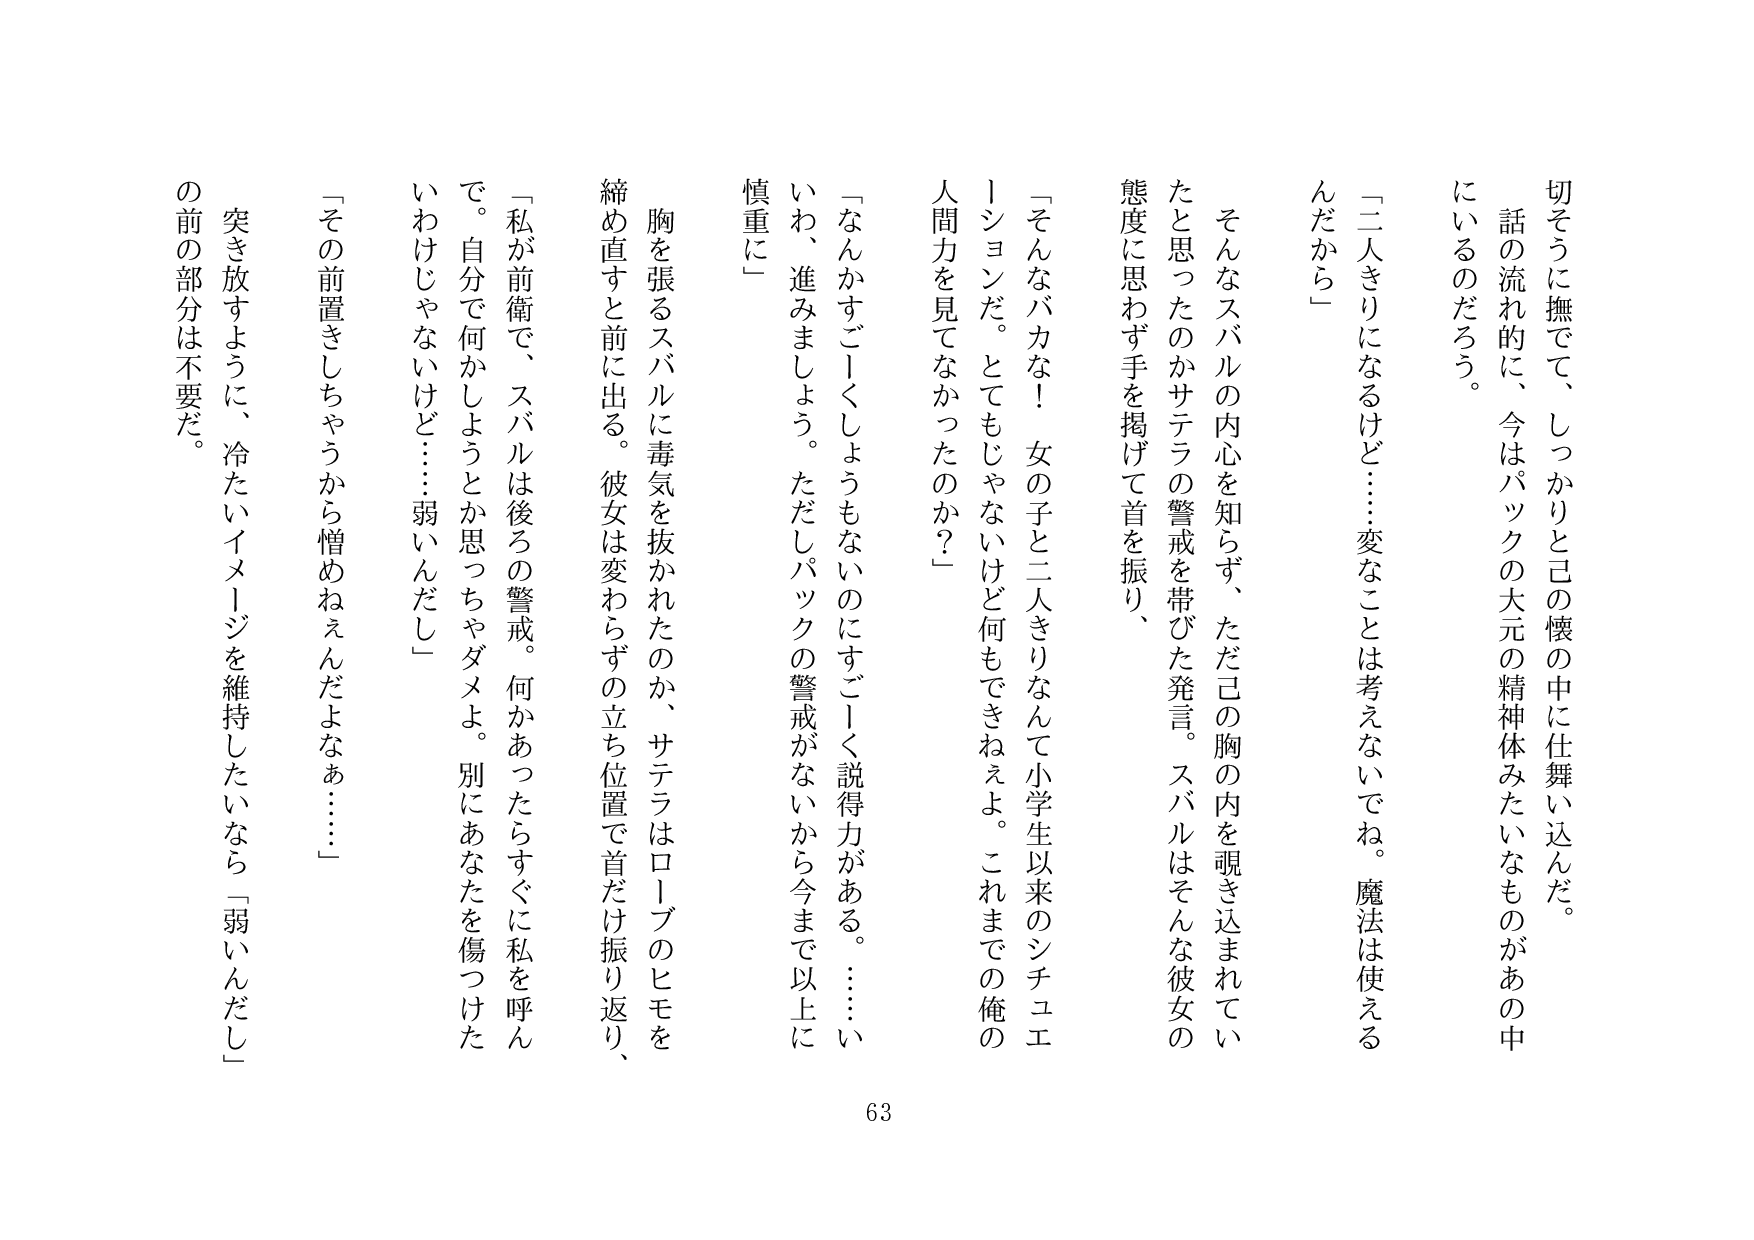 切そうに撫でて、しっかりと己の懐の中に仕舞い込んだ。
　話の流れ的に、今はパックの大元の精神体みたいなものがあの中
にいるのだろう。
「二人きりになるけど……変なことは考えないでね。魔法は使える
んだから」
　そんなスバルの内心を知らず、ただ己の胸の内を覗き込まれてい
たと思ったのかサテラの警戒を帯びた発言。スバルはそんな彼女の
態度に思わず手を掲げて首を振り、
「そんなバカな！　女の子と二人きりなんて小学生以来のシチュエ
ーションだ。とてもじゃないけど何もできねぇよ。これまでの俺の
人間力を見てなかったのか？」
「なんかすごーくしょうもないのにすごーく説得力がある。……い
いわ、進みましょう。ただしパックの警戒がないから今まで以上に
慎重に」
　胸を張るスバルに毒気を抜かれたのか、サテラはローブのヒモを
締め直すと前に出る。彼女は変わらずの立ち位置で首だけ振り返り、
「私が前衛で、スバルは後ろの警戒。何かあったらすぐに私を呼ん
で。自分で何かしようとか思っちゃダメよ。別にあなたを傷つけた
いわけじゃないけど……弱いんだし」
「その前置きしちゃうから憎めねぇんだよなぁ……」
　突き放すように、冷たいイメージを維持したいなら「弱いんだし」
の前の部分は不要だ。
63